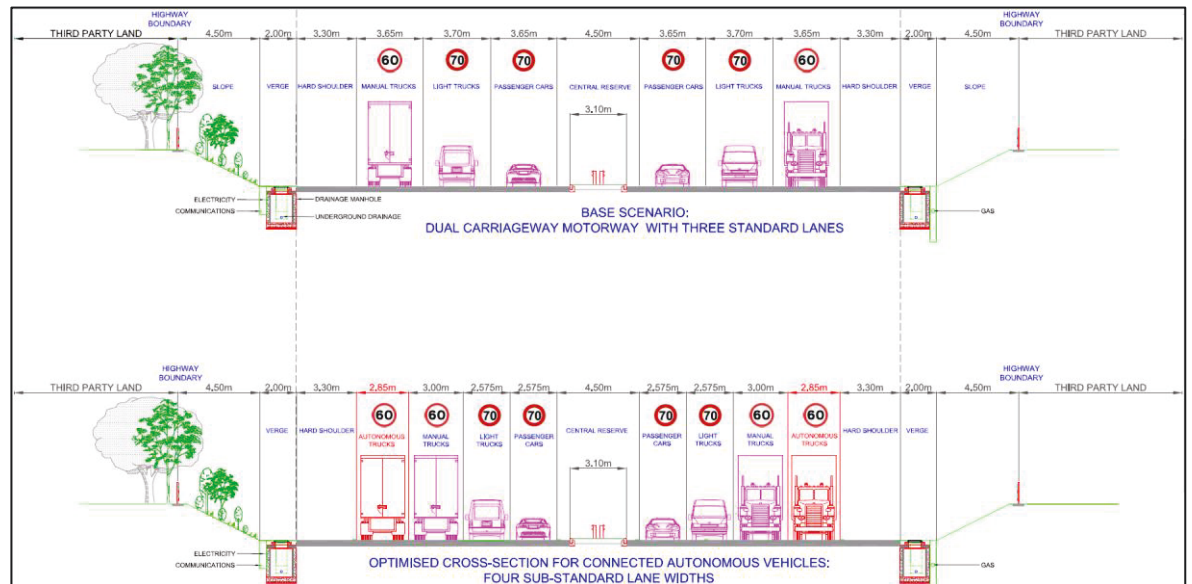 HIGHWAY
BOUNDARY
HIGHWAY
BOUNDARY
THIRD PARTY LAND 4,50m 2,00m 3,30m 3.65m 3.70m 3.65m 4,50m 3.65m 3.70m 3.65m 3,30m 2,00m 4,50m THIRD PARTY LAND
60 70 70 70 70 60
SLOPE VERGE HARD SHOULDER MANUAL TRUCKS LIGHT TRUCKS PASSENGER CARS CENTRAL RESERVE PASSENGER CARS LIGHT TRUCKS MANUAL TRUCKS HARD SHOULDER VERGE SLOPE
3.10m
ELECTRICITY
COMMUNICATIONS
DRAINAGE MANHOLE
UNDERGROUND DRAINAGE
GAS
BASE SCENARIO:
DUAL CARRIAGEWAY MOTORWAY WITH THREE STANDARD LANES
HIGHWAY
BOUNDARY
HIGHWAY
BOUNDARY
THIRD PARTY LAND 4,50m 2,00m 3,30m 2,85m 3.00m 2.575m 2.575m 4,50m 2.575m 2.575m 3.00m 2.85m 3,30m 2,00m 4,50m THIRD PARTY LAND
60 60 70 70 70 70 60 60
VERGE HARD SHOULDER AUTONOMOUS TRUCKS MANUAL TRUCKS LIGHT TRUCKS PASSENGER CARS CENTRAL RESERVE PASSENGER CARS LIGHT TRUCKS MANUAL TRUCKS AUTONOMOUS TRUCKS HARD SHOULDER VERGE
3.10m
ELECTRICITY
COMMUNICATIONS
GAS
OPTIMISED CROSS-SECTION FOR CONNECTED AUTONOMOUS VEHICLES:
FOUR SUB-STANDARD LANE WIDTHS